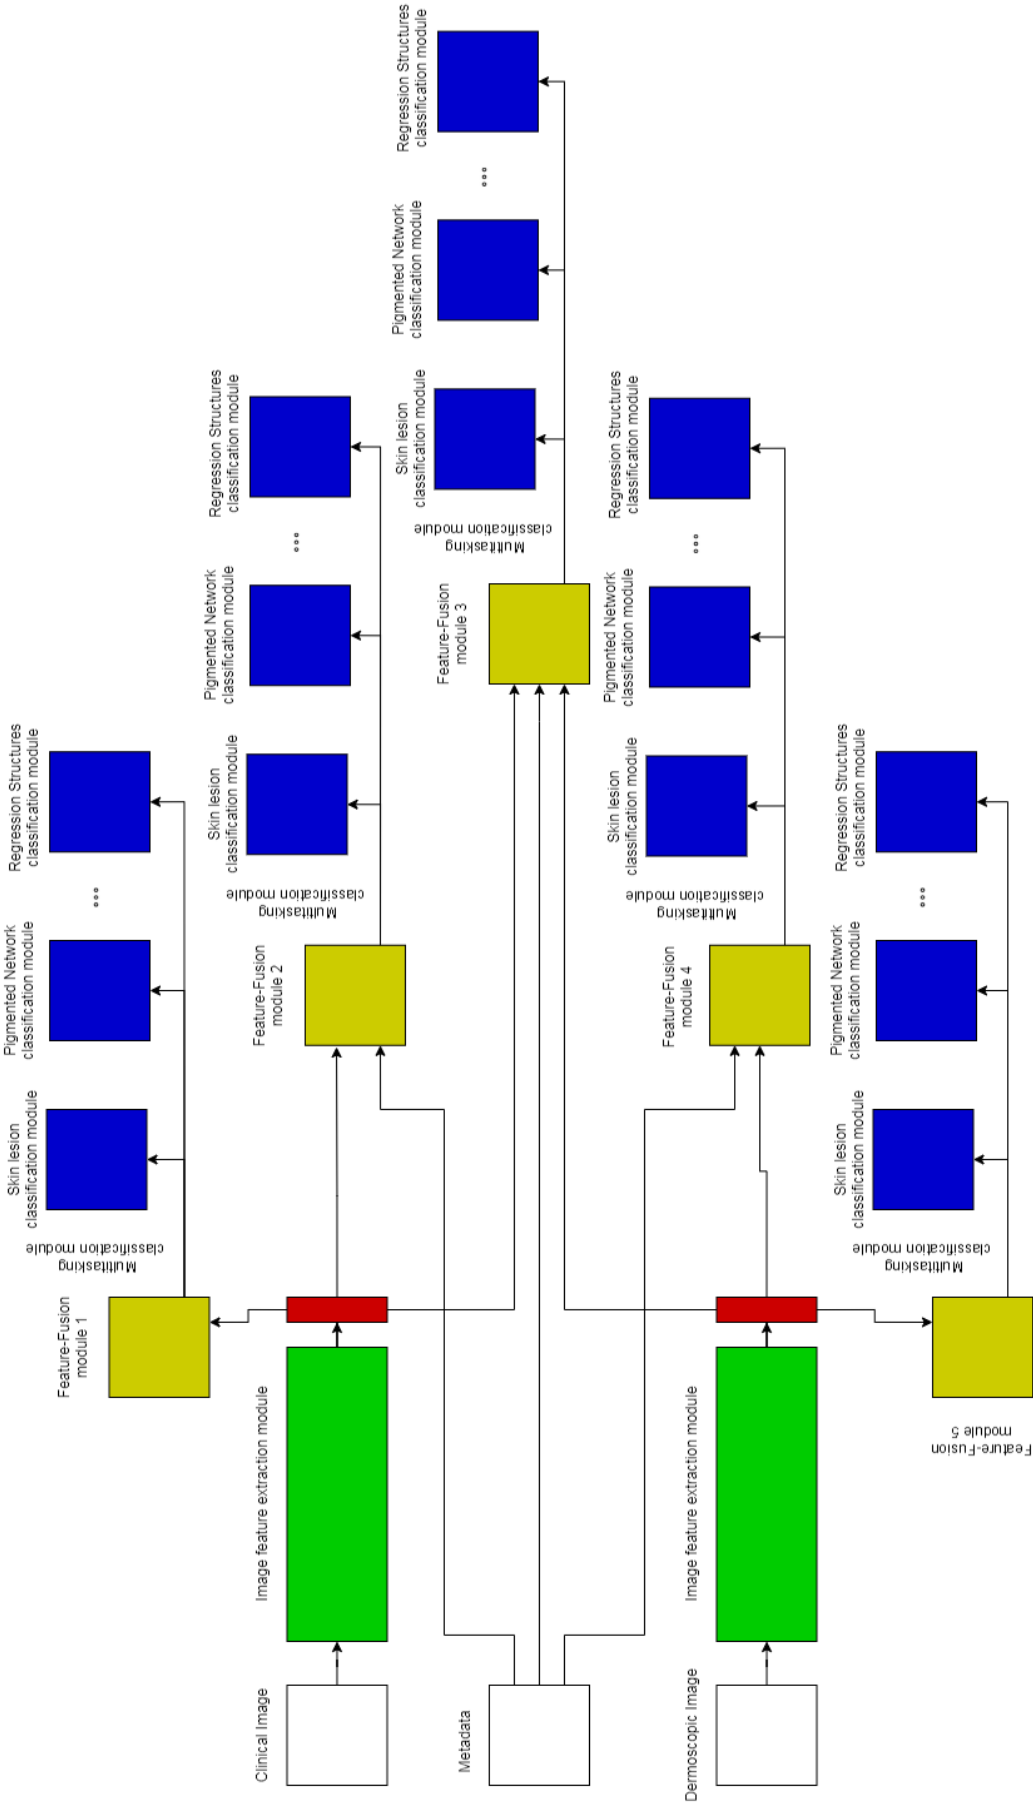 Regression Structures
classification module
Pigmented Network
classification module
Skin lesion
classification module
Multitasking
classification module
Feature-Fusion
module 3
Regression Structures
classification module
Pigmented Network
classification module
Skin lesion
classification module
Multitasking
classification module
Feature-Fusion
module 2
Regression Structures
classification module
Pigmented Network
classification module
Skin lesion
classification module
Multitasking
classification module
Feature-Fusion
module 4
Regression Structures
classification module
Pigmented Network
classification module
Skin lesion
classification module
Multitasking
classification module
Feature-Fusion
module 1
Regression Structures
classification module
Pigmented Network
classification module
Skin lesion
classification module
Multitasking
classification module
Feature-Fusion
module 5
Image feature extraction module
Image feature extraction module
Clinical Image
Metadata
Dermoscopic Image